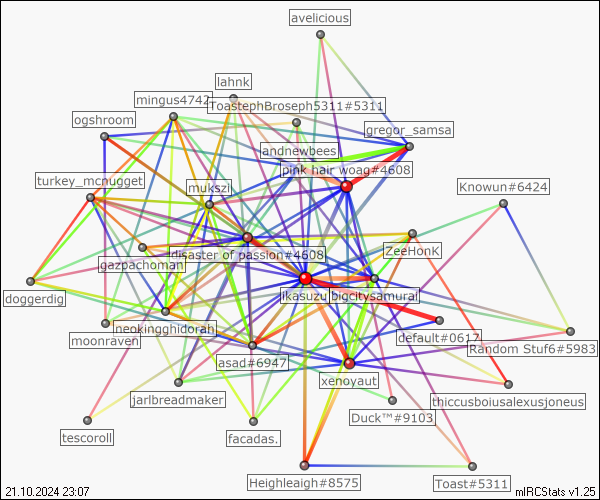 avelicious
lahnk
mingus4742
ToastephBroseph5311#5311
ogshroom
gregor_samsa
andnewbees
pink hair woag#4608
turkey_mcnugget
mukszi
Knowun#6424
disaster of passion#4608
ZeeHonk
gazpachoman
doggerdig
ikasuzu
bigcitysamurai
neokingghidorah
moonraven
default#0617
Random Stuf6#5983
asad#6947
xenoyaut
jarlbreadmaker
thiccusboiusalexusjoneus
Duck™#9103
tescoroll
facadas.
Heighleaigh#8575
Toast#5311
21.10.2024 23:07
mIRCStats v1.25